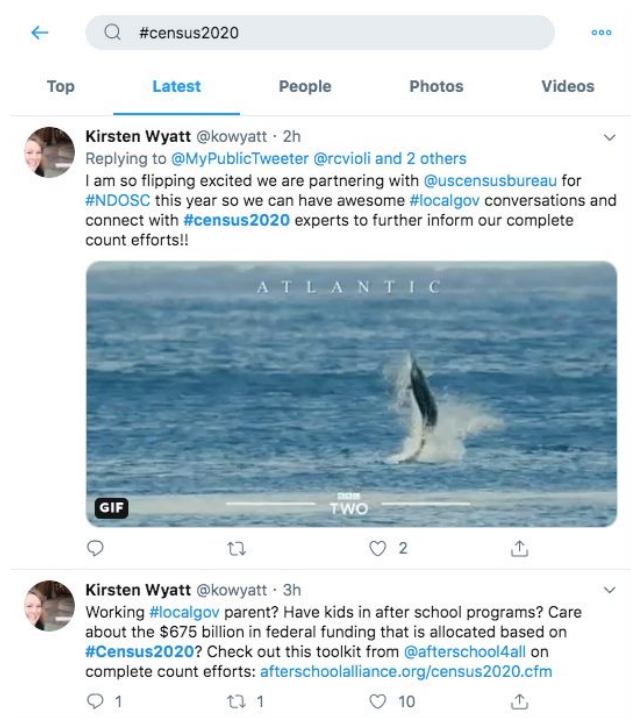 #census2020
Top Latest People Photos Videos
Kirsten Wyatt @kowyatt · 2h
Replying to @MyPublicTweeter @rcvioli and 2 others
I am so flipping excited we are partnering with @uscensusbureau for
#NDOSC this year so we can have awesome #localgov conversations and
connect with #census2020 experts to further inform our complete
count efforts!!
ATLANTIC
BBC
TWO
GIF
2
Kirsten Wyatt @kowyatt · 3h
Working #localgov parent? Have kids in after school programs? Care
about the $675 billion in federal funding that is allocated based on
#Census2020? Check out this toolkit from @afterschool4all on
complete count efforts: afterschoolalliance.org/census2020.cfm
1 1 10